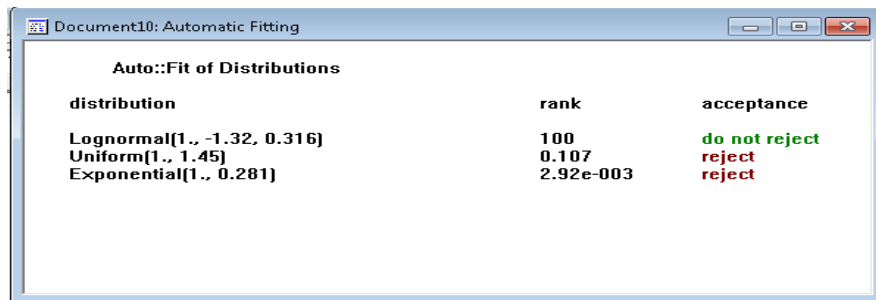 Document10: Automatic Fitting
Auto::Fit of Distributions
distribution rank acceptance
Lognormal(1., -1.32, 0.316) 100 do not reject
Uniform(1., 1.45) 0.107 reject
Exponential(1., 0.281) 2.92e-003 reject